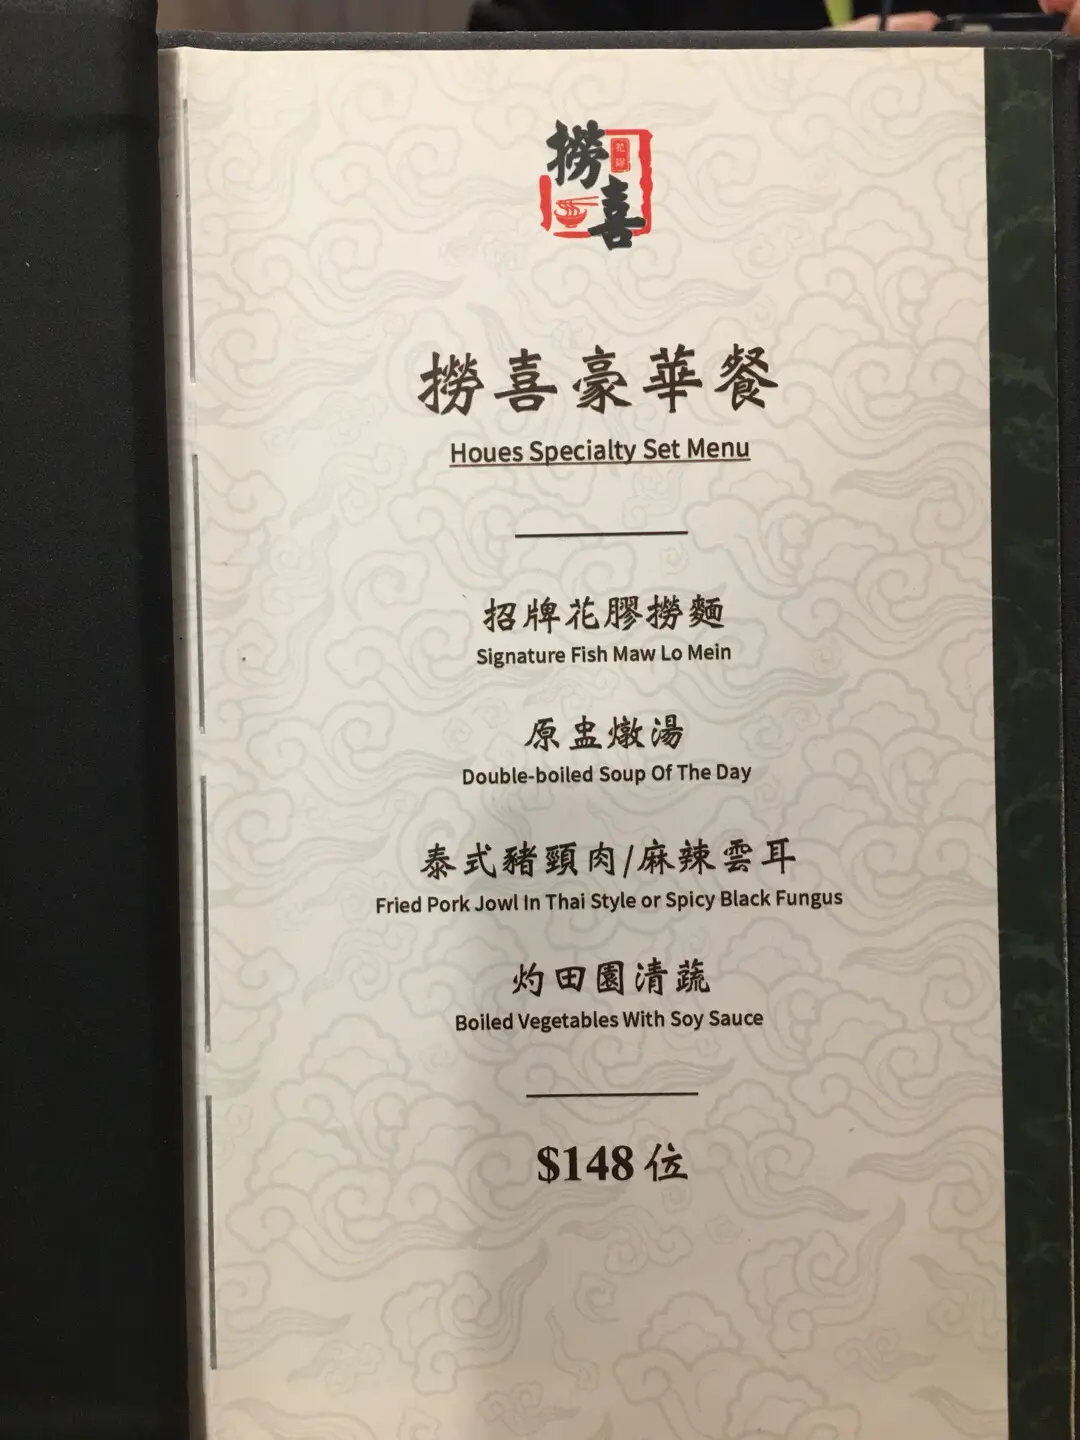 撈喜
撈喜豪華餐
Houes Specialty Set Menu
招牌花膠撈麵
Signature Fish Maw Lo Mein
原盅燉湯
Double-boiled Soup Of The Day
泰式豬頸肉/麻辣雲耳
Fried Pork Jowl In Thai Style or Spicy Black Fungus
灼田園清蔬
Boiled Vegetables With Soy Sauce
$148 位